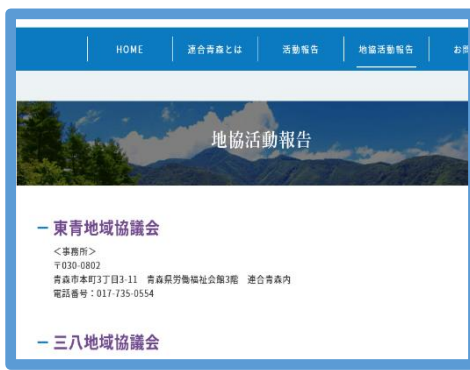 HOME 連合青森とは 活動報告 地協活動報告 お問
地協活動報告
東青地域協議会
＜事務所＞
〒030-0802
青森市本町3丁目3-11 青森県労働福祉会館3階 連合青森内
電話番号：017-735-0554
三八地域協議会